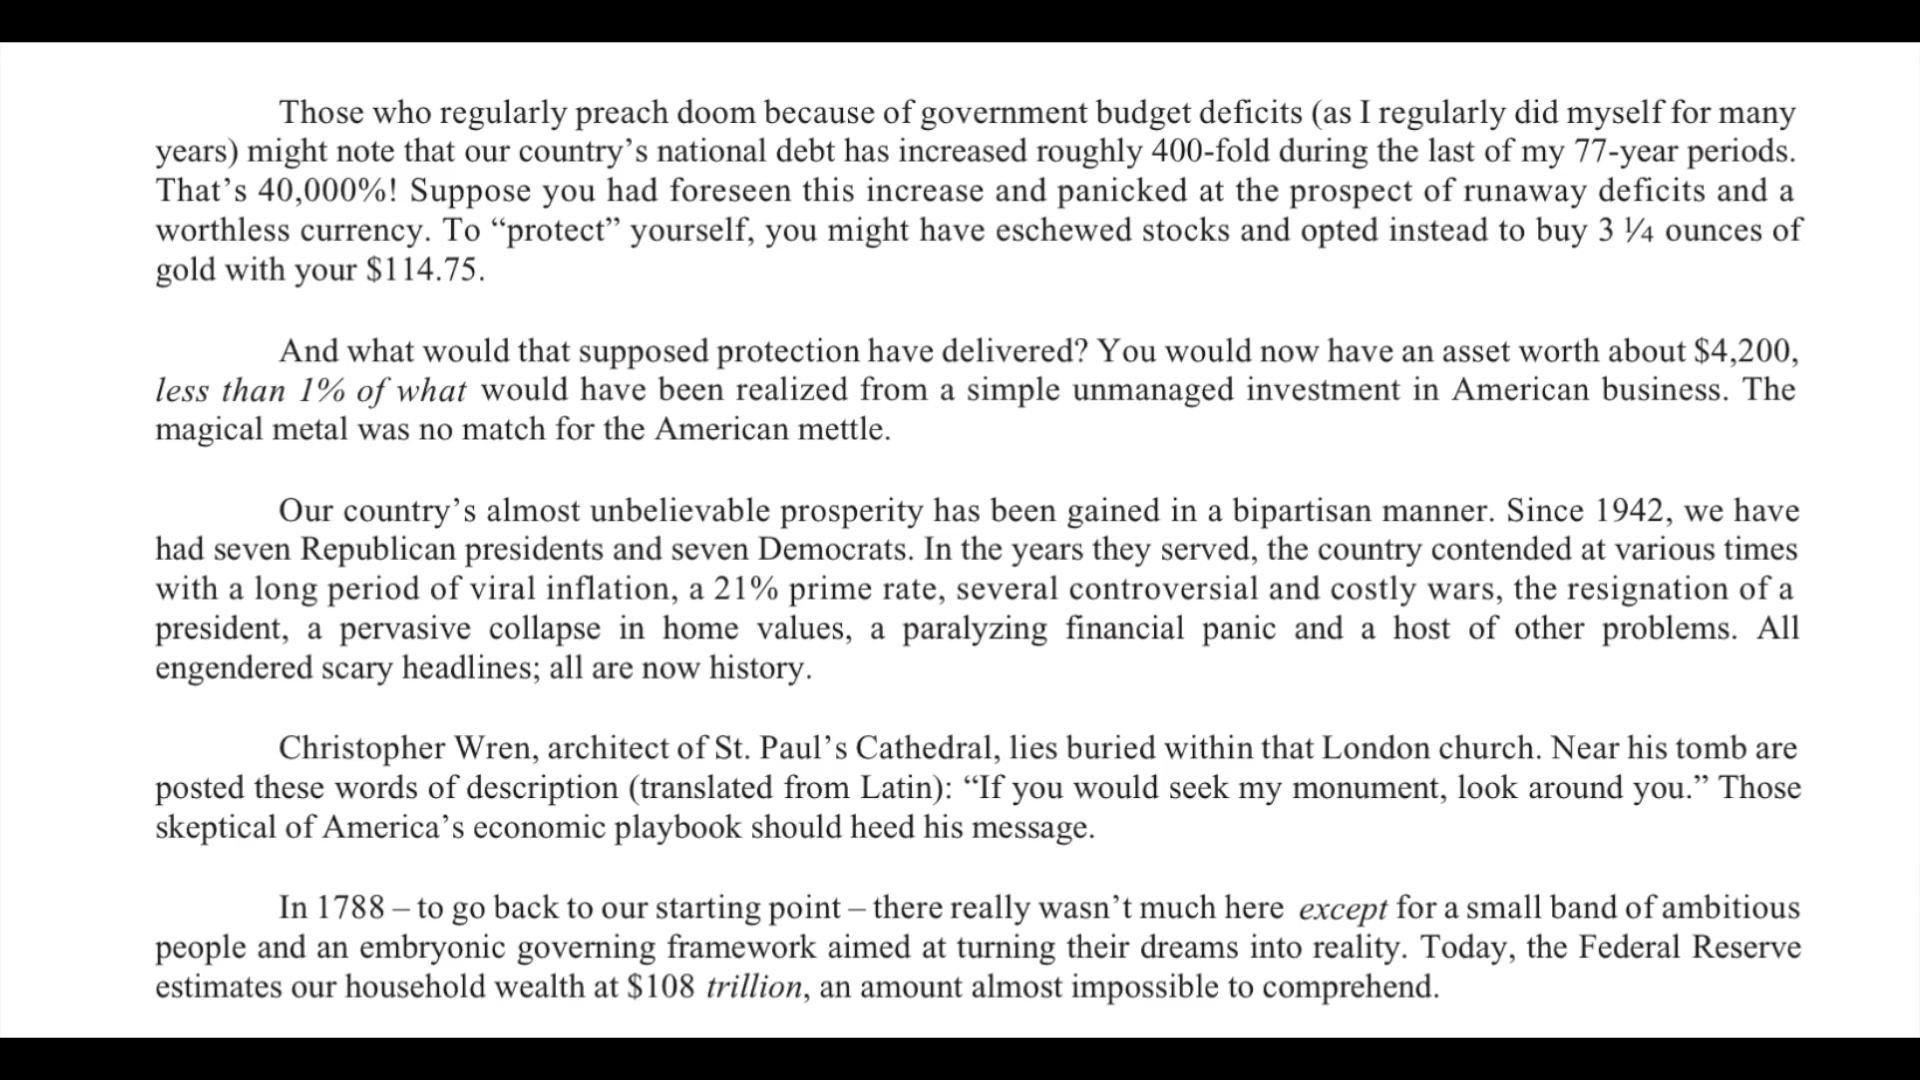 Those who regularly preach doom because of government budget deficits (as I regularly did myself for many
years) might note that our country’s national debt has increased roughly 400-fold during the last of my 77-year periods.
That’s 40,000%! Suppose you had foreseen this increase and panicked at the prospect of runaway deficits and a
worthless currency. To “protect” yourself, you might have eschewed stocks and opted instead to buy 3 ¼ ounces of
gold with your $114.75.
And what would that supposed protection have delivered? You would now have an asset worth about $4,200,
less than 1% of what would have been realized from a simple unmanaged investment in American business. The
magical metal was no match for the American mettle.
Our country’s almost unbelievable prosperity has been gained in a bipartisan manner. Since 1942, we have
had seven Republican presidents and seven Democrats. In the years they served, the country contended at various times
with a long period of viral inflation, a 21% prime rate, several controversial and costly wars, the resignation of a
president, a pervasive collapse in home values, a paralyzing financial panic and a host of other problems. All
engendered scary headlines; all are now history.
Christopher Wren, architect of St. Paul’s Cathedral, lies buried within that London church. Near his tomb are
posted these words of description (translated from Latin): “If you would seek my monument, look around you.” Those
skeptical of America’s economic playbook should heed his message.
In 1788 – to go back to our starting point – there really wasn’t much here except for a small band of ambitious
people and an embryonic governing framework aimed at turning their dreams into reality. Today, the Federal Reserve
estimates our household wealth at $108 trillion, an amount almost impossible to comprehend.